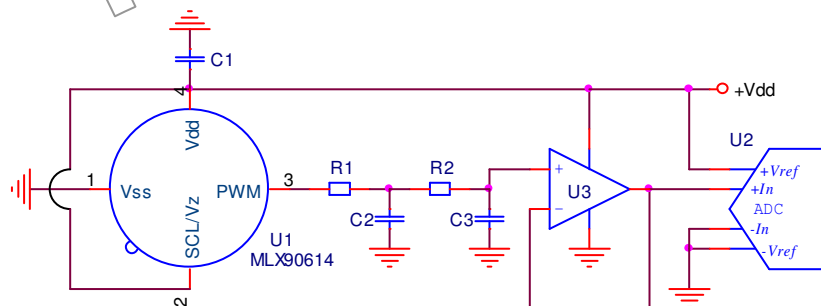 C1
+Vdd
4
Vdd
U2
R1
R2
+Vref
1
Vss
PWM
3
+
U3
+In
ADC
SCL/Vz
C2
C3
−
-In
U1
-Vref
MLX90614
2